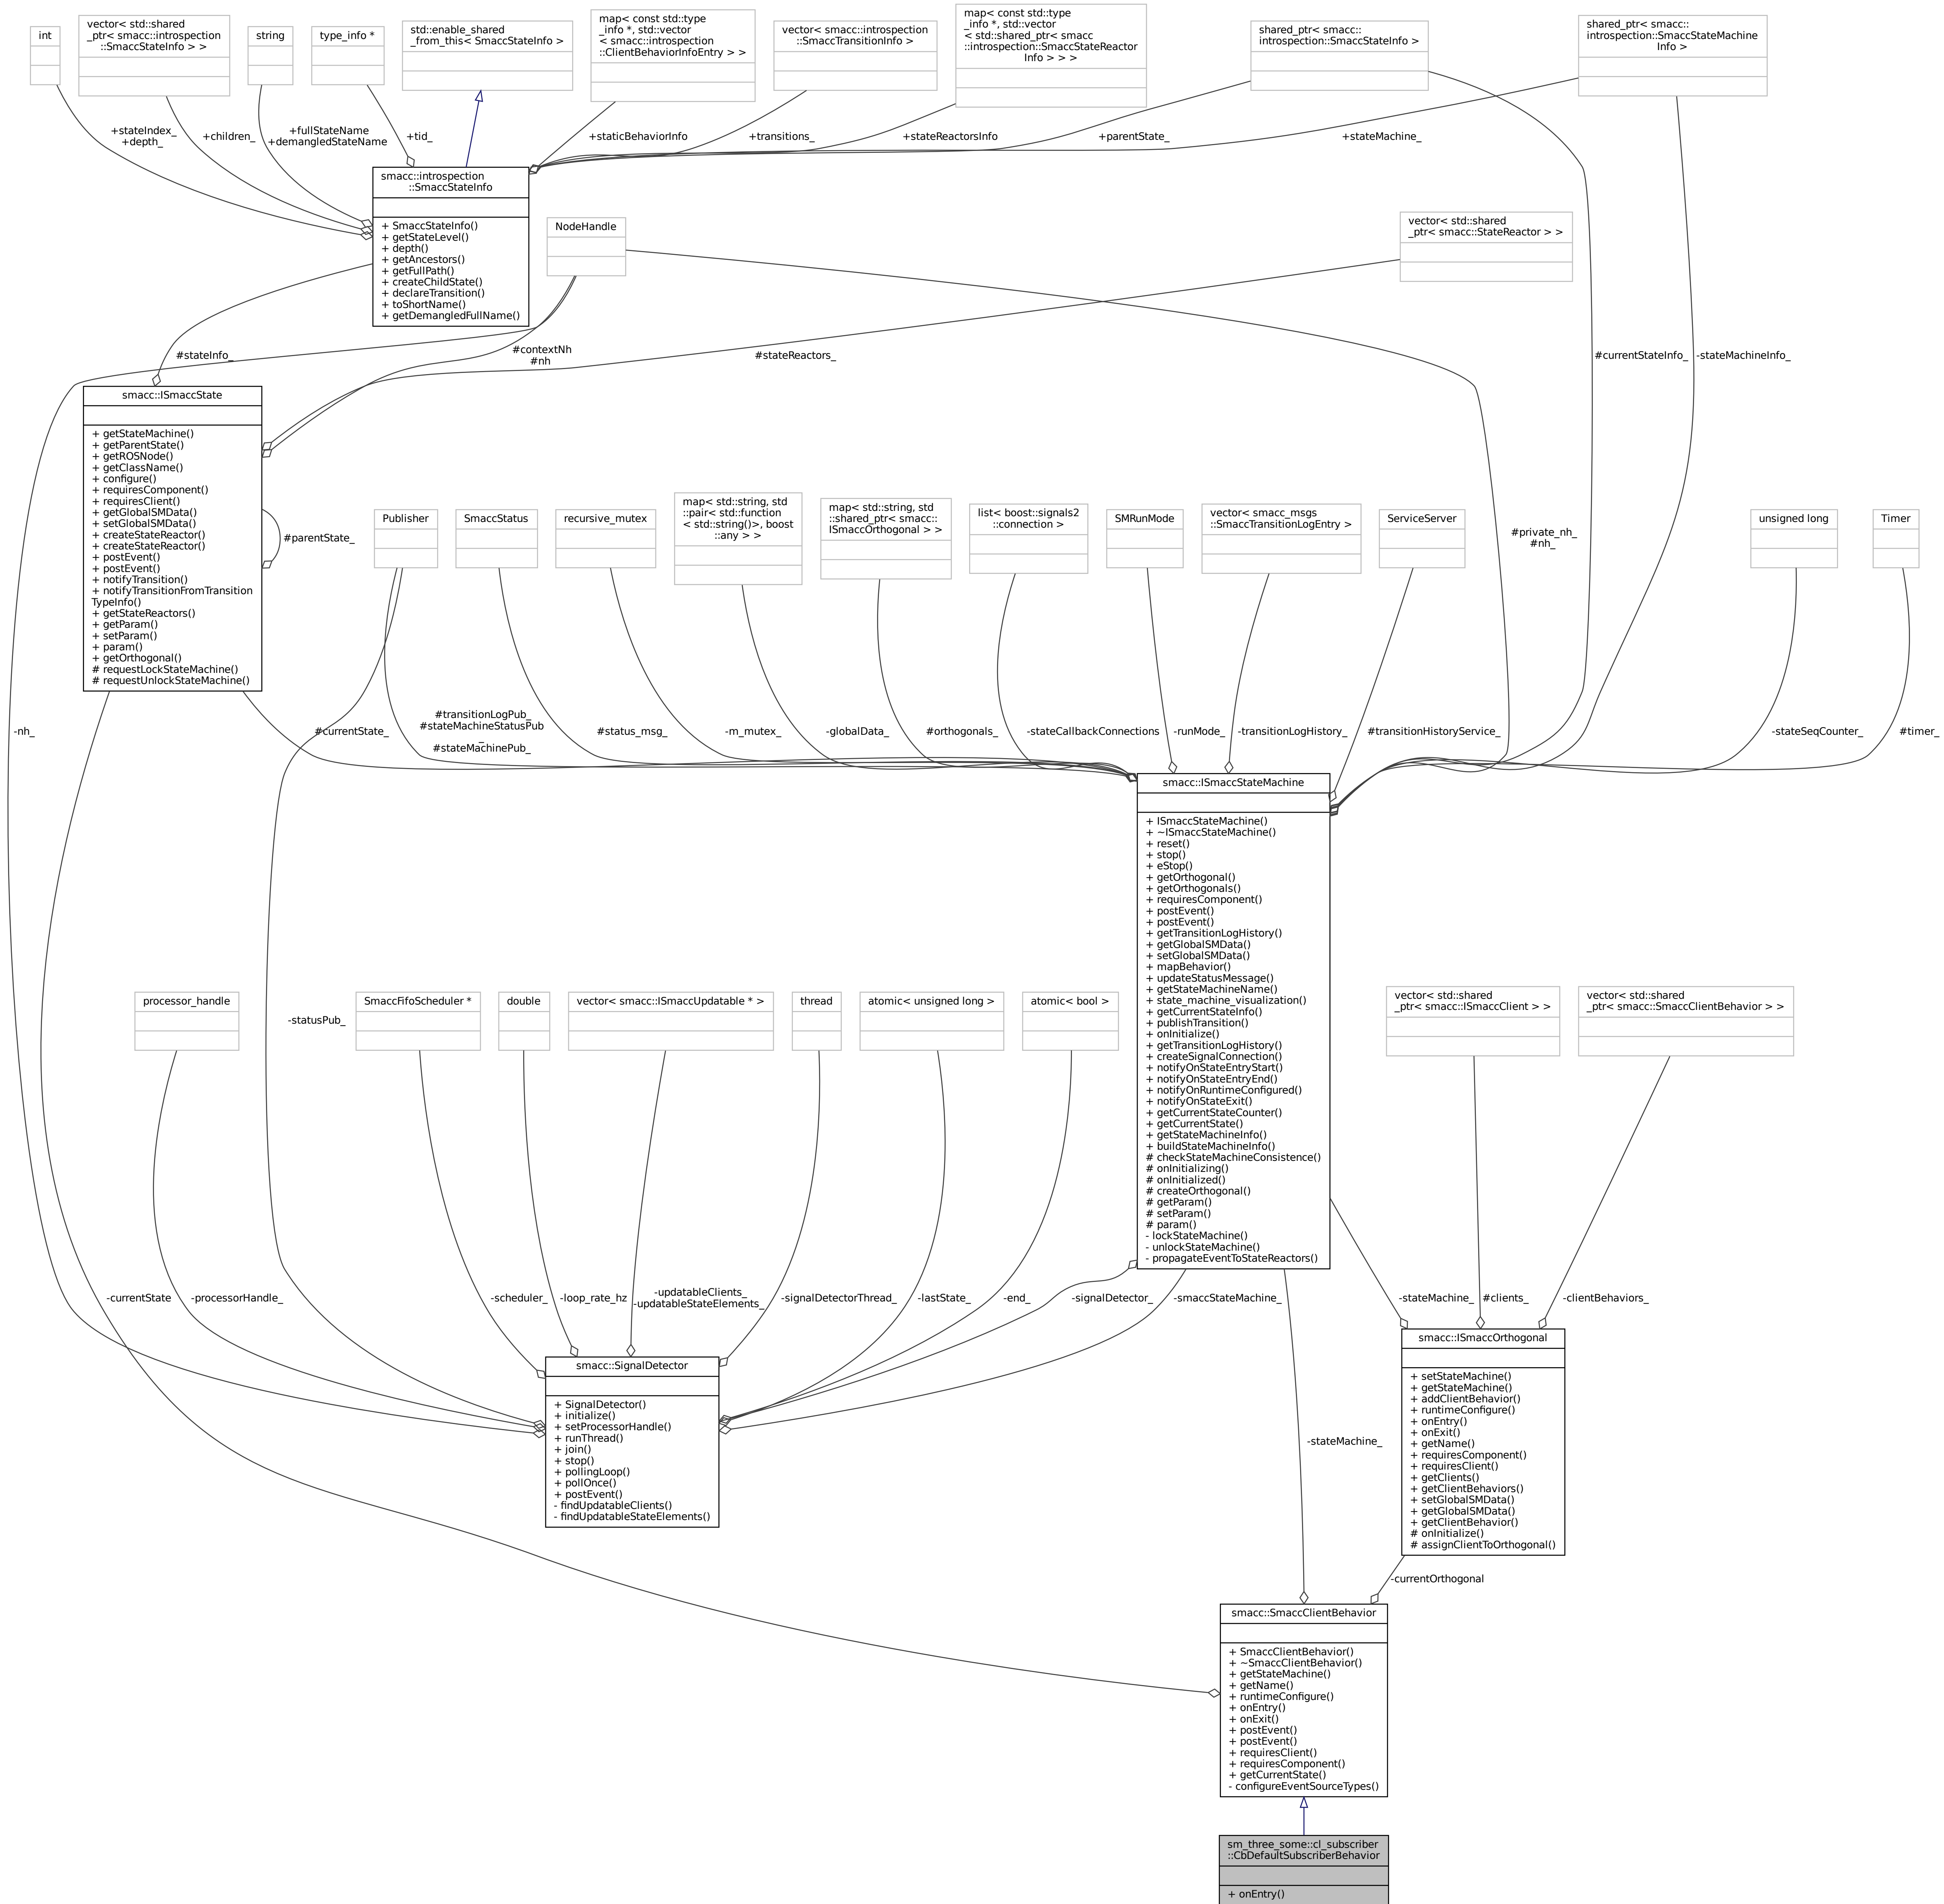 int
vector< std::shared
_ptr< smacc::introspection
::SmaccStateInfo > >
string
type_info *
std::enable_shared
_from_this< SmaccStateInfo >
map< const std::type
_info *, std::vector
< smacc::introspection
::ClientBehaviorInfoEntry > >
vector< smacc::introspection
::SmaccTransitionInfo >
map< const std::type
_info *, std::vector
< std::shared_ptr< smacc
::introspection::SmaccStateReactor
Info > > >
shared_ptr< smacc::
introspection::SmaccStateInfo >
shared_ptr< smacc::
introspection::SmaccStateMachine
Info >
+stateIndex_
+depth_
+children_
+fullStateName
+demangledStateName
+tid_
+staticBehaviorInfo
+transitions_
+stateReactorsInfo
+parentState_
+stateMachine_
smacc::introspection
::SmaccStateInfo
+ SmaccStateInfo()
+ getStateLevel()
+ depth()
+ getAncestors()
+ getFullPath()
+ createChildState()
+ declareTransition()
+ toShortName()
+ getDemangledFullName()
NodeHandle
vector< std::shared
_ptr< smacc::StateReactor > >
#stateInfo_
#contextNh
#nh
#stateReactors_
#currentStateInfo_
-stateMachineInfo_
smacc::ISmaccState
+ getStateMachine()
+ getParentState()
+ getROSNode()
+ getClassName()
+ configure()
+ requiresComponent()
+ requiresClient()
+ getGlobalSMData()
+ setGlobalSMData()
+ createStateReactor()
+ createStateReactor()
+ postEvent()
+ postEvent()
+ notifyTransition()
+ notifyTransitionFromTransition
TypeInfo()
+ getStateReactors()
+ getParam()
+ setParam()
+ param()
+ getOrthogonal()
# requestLockStateMachine()
# requestUnlockStateMachine()
#parentState_
Publisher
SmaccStatus
recursive_mutex
map< std::string, std
::pair< std::function
< std::string()>, boost
::any > >
map< std::string, std
::shared_ptr< smacc::
ISmaccOrthogonal > >
list< boost::signals2
::connection >
SMRunMode
vector< smacc_msgs
::SmaccTransitionLogEntry >
ServiceServer
#private_nh_
#nh_
unsigned long
Timer
-nh_
#currentState_
#transitionLogPub_
#stateMachineStatusPub
_
#stateMachinePub_
#status_msg_
-m_mutex_
-globalData_
#orthogonals_
-stateCallbackConnections
-runMode_
-transitionLogHistory_
#transitionHistoryService_
-stateSeqCounter_
#timer_
smacc::ISmaccStateMachine
+ ISmaccStateMachine()
+ ~ISmaccStateMachine()
+ reset()
+ stop()
+ eStop()
+ getOrthogonal()
+ getOrthogonals()
+ requiresComponent()
+ postEvent()
+ postEvent()
+ getTransitionLogHistory()
+ getGlobalSMData()
+ setGlobalSMData()
+ mapBehavior()
+ updateStatusMessage()
+ getStateMachineName()
+ state_machine_visualization()
+ getCurrentStateInfo()
+ publishTransition()
+ onInitialize()
+ getTransitionLogHistory()
+ createSignalConnection()
+ notifyOnStateEntryStart()
+ notifyOnStateEntryEnd()
+ notifyOnRuntimeConfigured()
+ notifyOnStateExit()
+ getCurrentStateCounter()
+ getCurrentState()
+ getStateMachineInfo()
+ buildStateMachineInfo()
# checkStateMachineConsistence()
# onInitializing()
# onInitialized()
# createOrthogonal()
# getParam()
# setParam()
# param()
- lockStateMachine()
- unlockStateMachine()
- propagateEventToStateReactors()
processor_handle
-statusPub_
SmaccFifoScheduler *
double
vector< smacc::ISmaccUpdatable * >
thread
atomic< unsigned long >
atomic< bool >
vector< std::shared
_ptr< smacc::ISmaccClient > >
vector< std::shared
_ptr< smacc::SmaccClientBehavior > >
-currentState
-processorHandle_
-scheduler_
-loop_rate_hz
-updatableClients_
-updatableStateElements_
-signalDetectorThread_
-lastState_
-end_
-signalDetector_
-smaccStateMachine_
-stateMachine_
#clients_
-clientBehaviors_
smacc::SignalDetector
+ SignalDetector()
+ initialize()
+ setProcessorHandle()
+ runThread()
+ join()
+ stop()
+ pollingLoop()
+ pollOnce()
+ postEvent()
- findUpdatableClients()
- findUpdatableStateElements()
-stateMachine_
smacc::ISmaccOrthogonal
+ setStateMachine()
+ getStateMachine()
+ addClientBehavior()
+ runtimeConfigure()
+ onEntry()
+ onExit()
+ getName()
+ requiresComponent()
+ requiresClient()
+ getClients()
+ getClientBehaviors()
+ setGlobalSMData()
+ getGlobalSMData()
+ getClientBehavior()
# onInitialize()
# assignClientToOrthogonal()
-currentOrthogonal
smacc::SmaccClientBehavior
+ SmaccClientBehavior()
+ ~SmaccClientBehavior()
+ getStateMachine()
+ getName()
+ runtimeConfigure()
+ onEntry()
+ onExit()
+ postEvent()
+ postEvent()
+ requiresClient()
+ requiresComponent()
+ getCurrentState()
- configureEventSourceTypes()
sm_three_some::cl_subscriber
::CbDefaultSubscriberBehavior
+ onEntry()